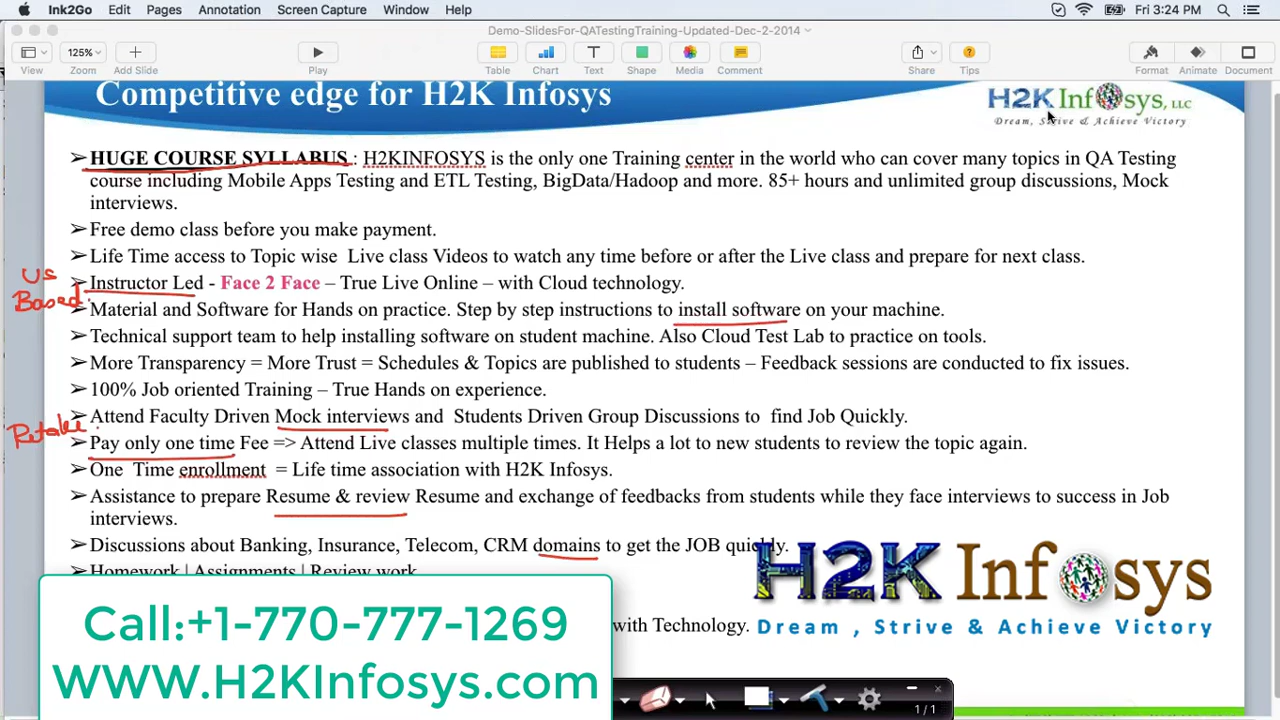 Ink2Go Edit Pages Annotation Screen Capture Window Help Fri 3:24 PM
Demo-SlidesFor-QATestingTraining-Updated-Dec-2-2014
125%
View Zoom Add Slide Play Table Chart Text Shape Media Comment Share Tips Format Animate Document
Competitive edge for H2K Infosys
H2K Infosys, LLC
Dream, Strive & Achieve Victory
➢HUGE COURSE SYLLABUS : H2KINFOSYS is the only one Training center in the world who can cover many topics in QA Testing
course including Mobile Apps Testing and ETL Testing, BigData/Hadoop and more. 85+ hours and unlimited group discussions, Mock
interviews.
➢Free demo class before you make payment.
➢Life Time access to Topic wise Live class Videos to watch any time before or after the Live class and prepare for next class.
US
Based
➢Instructor Led - Face 2 Face – True Live Online – with Cloud technology.
➢Material and Software for Hands on practice. Step by step instructions to install software on your machine.
➢Technical support team to help installing software on student machine. Also Cloud Test Lab to practice on tools.
➢More Transparency = More Trust = Schedules & Topics are published to students – Feedback sessions are conducted to fix issues.
➢100% Job oriented Training – True Hands on experience.
➢Attend Faculty Driven Mock interviews and Students Driven Group Discussions to find Job Quickly.
➢Pay only one time Fee => Attend Live classes multiple times. It Helps a lot to new students to review the topic again.
➢One Time enrollment = Life time association with H2K Infosys.
➢Assistance to prepare Resume & review Resume and exchange of feedbacks from students while they face interviews to success in Job
interviews.
➢Discussions about Banking, Insurance, Telecom, CRM domains to get the JOB quickly.
➢Homework | Assignments | Review work
with Technology.
H2K Infosys
Dream , Strive & Achieve Victory
Call:+1-770-777-1269
WWW.H2KInfosys.com
1 / 1